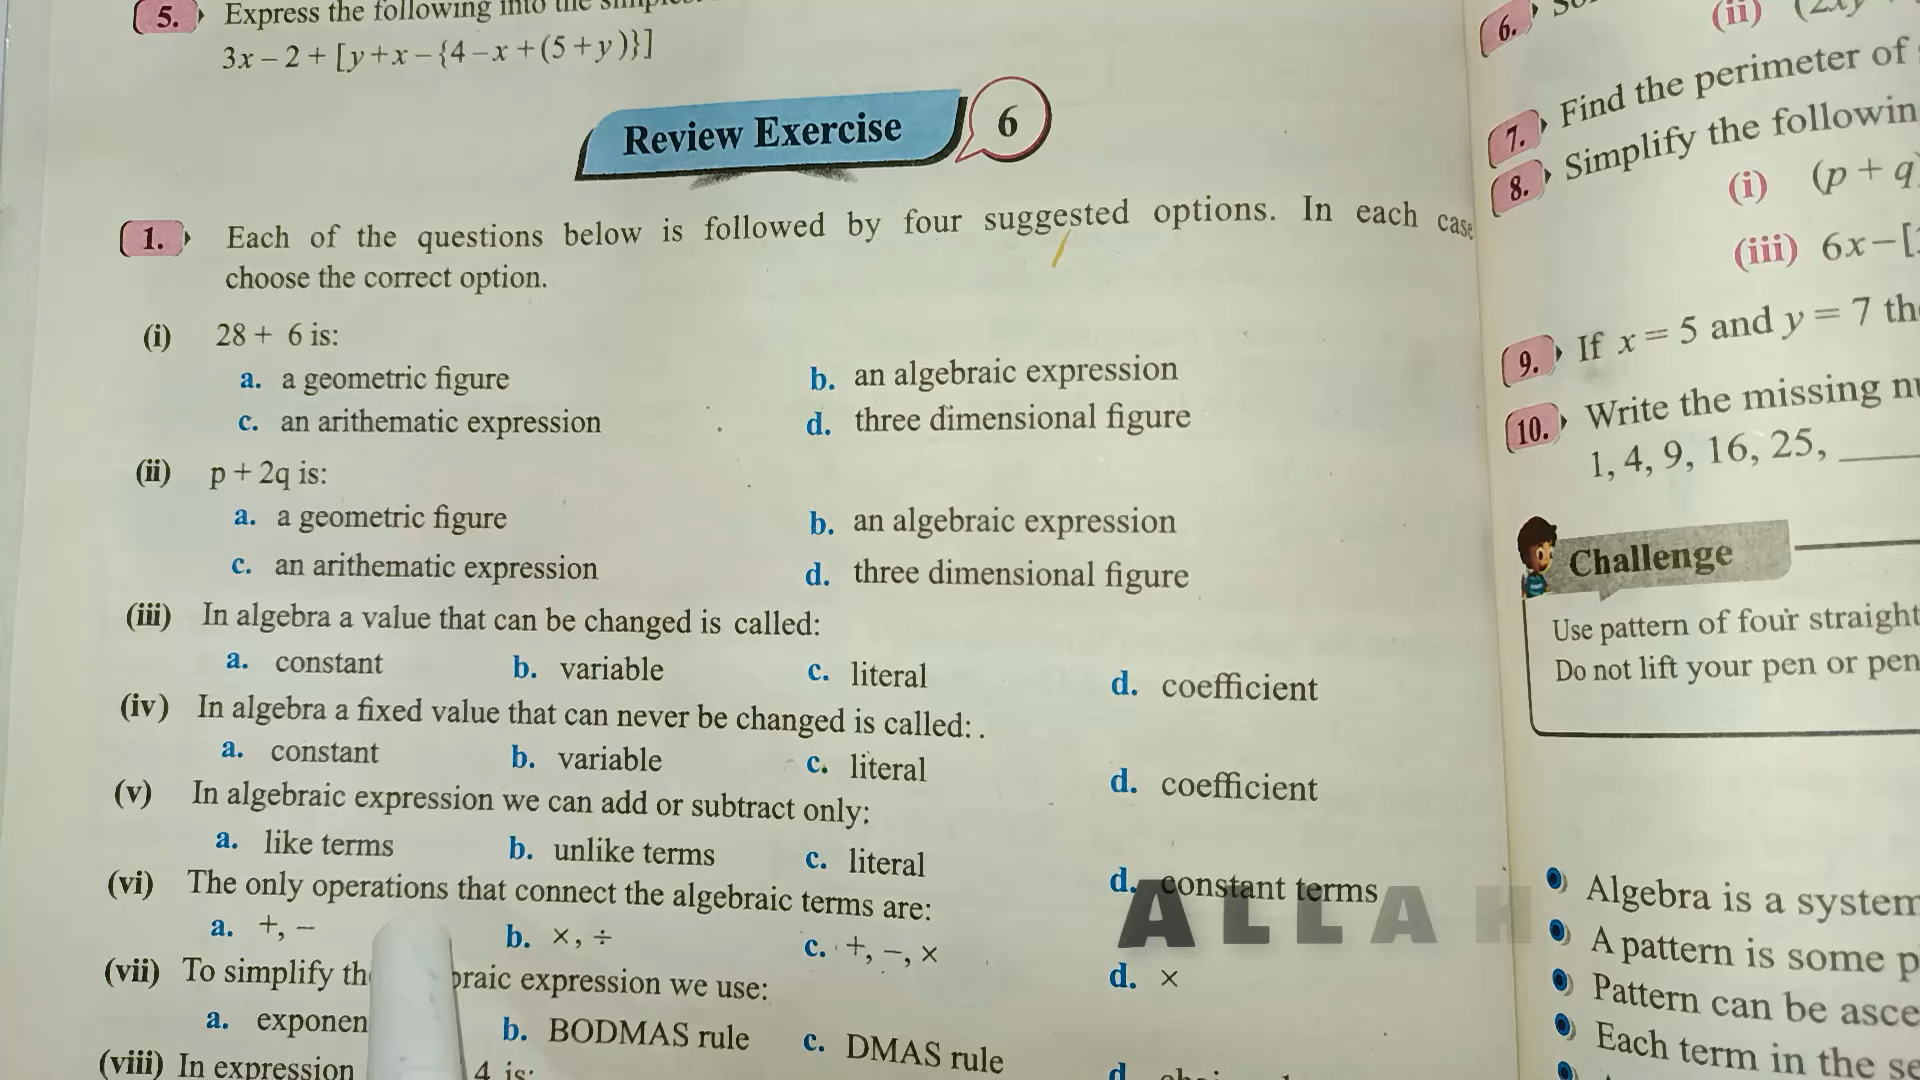 5. Express the following into the
3x – 2 + [y+x – {4 – x + (5 + y)}]
Review Exercise 6
1. Each of the questions below is followed by four suggested options. In each case
choose the correct option.
(i) 28 + 6 is:
a. a geometric figure b. an algebraic expression
c. an arithematic expression d. three dimensional figure
(ii) p + 2q is:
a. a geometric figure b. an algebraic expression
c. an arithematic expression d. three dimensional figure
(iii) In algebra a value that can be changed is called:
a. constant b. variable c. literal d. coefficient
(iv) In algebra a fixed value that can never be changed is called: .
a. constant b. variable c. literal d. coefficient
(v) In algebraic expression we can add or subtract only:
a. like terms b. unlike terms c. literal d. constant terms
(vi) The only operations that connect the algebraic terms are:
a. +, – b. ×, ÷ c. +, –, × d. ×
(vii) To simplify th braic expression we use:
a. exponen b. BODMAS rule c. DMAS rule d.
(viii) In expression 4 is:
ALLAH
6.
(ii) (2xy
7. Find the perimeter of
8. Simplify the followin
(i) (p + q)
(iii) 6x – [
9. If x = 5 and y = 7 th
10. Write the missing nu
1, 4, 9, 16, 25, ____
Challenge
Use pattern of four straight
Do not lift your pen or pen
Algebra is a system
A pattern is some p
Pattern can be asce
Each term in the se